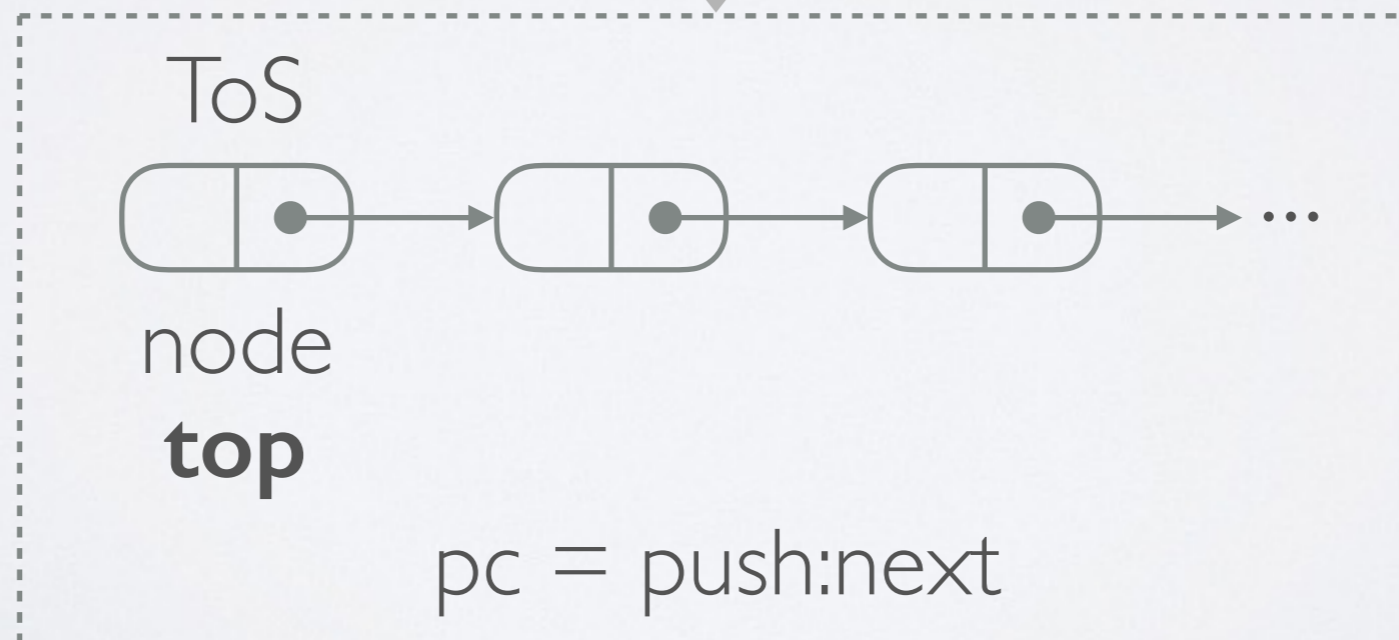 ToS
...
node
top
pc = push:next